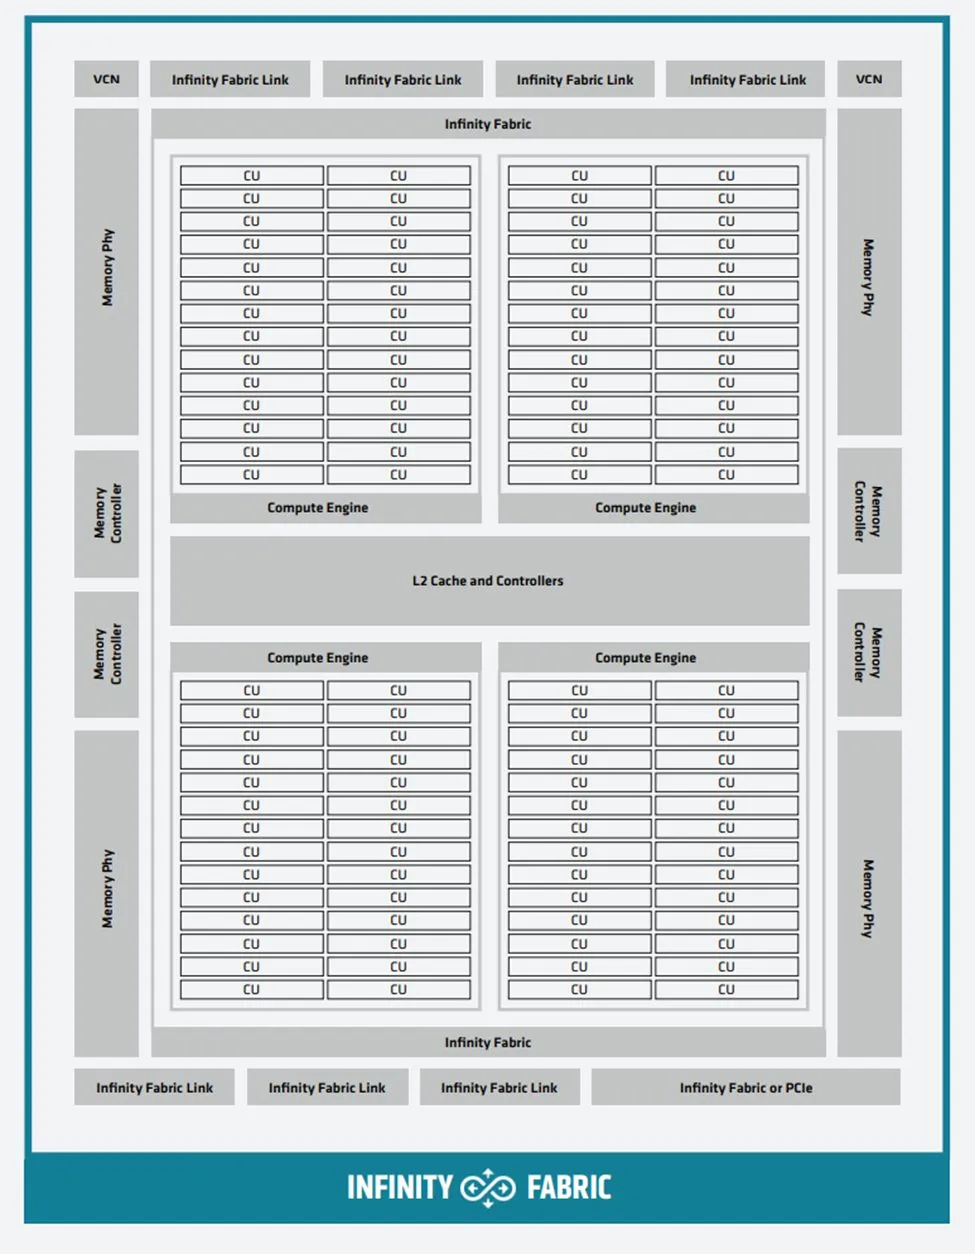 VCN Infinity Fabric Link Infinity Fabric Link Infinity Fabric Link Infinity Fabric Link VCN
Infinity Fabric
Memory Phy
Memory Phy
CU CU CU CU
CU CU CU CU
CU CU CU CU
CU CU CU CU
CU CU CU CU
CU CU CU CU
CU CU CU CU
CU CU CU CU
CU CU CU CU
CU CU CU CU
CU CU CU CU
CU CU CU CU
CU CU CU CU
CU CU CU CU
Compute Engine Compute Engine
Memory
Controller
Memory
Controller
L2 Cache and Controllers
Memory
Controller
Memory
Controller
Compute Engine Compute Engine
CU CU CU CU
CU CU CU CU
CU CU CU CU
CU CU CU CU
CU CU CU CU
CU CU CU CU
CU CU CU CU
CU CU CU CU
CU CU CU CU
CU CU CU CU
CU CU CU CU
CU CU CU CU
CU CU CU CU
CU CU CU CU
Memory Phy
Memory Phy
Infinity Fabric
Infinity Fabric Link Infinity Fabric Link Infinity Fabric Link Infinity Fabric or PCIe
INFINITY FABRIC